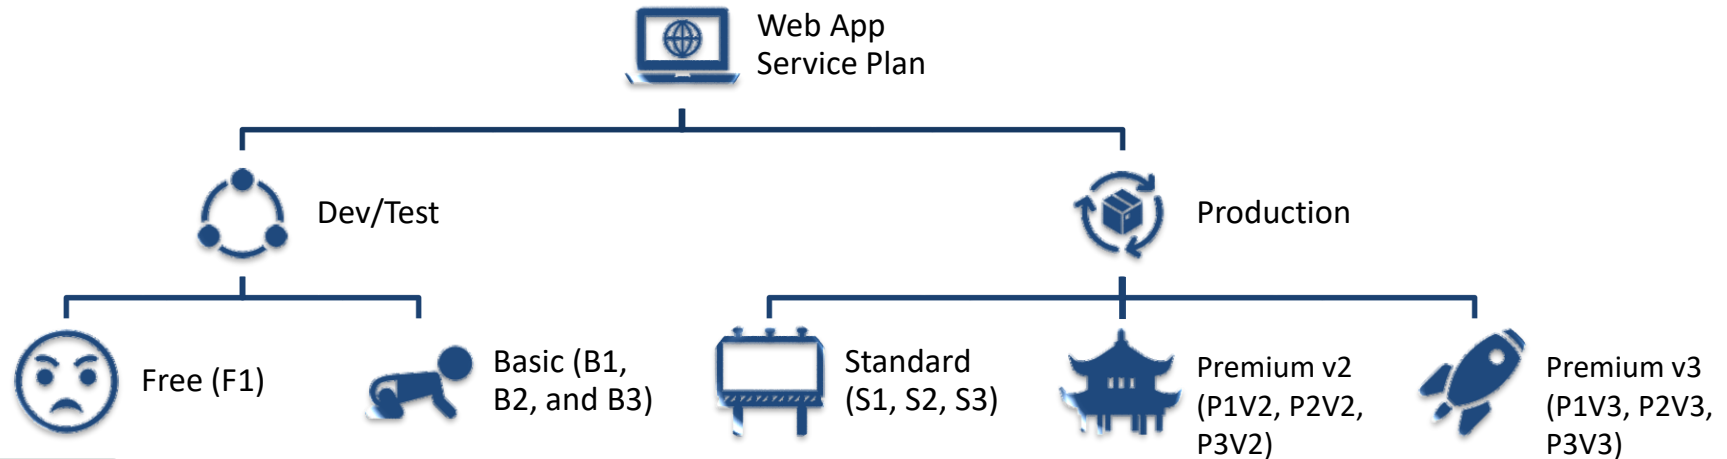 Web App
Service Plan
Dev/Test
Production
Free (F1)
Basic (B1,
B2, and B3)
Standard
(S1, S2, S3)
Premium v2
(P1V2, P2V2,
P3V2)
Premium v3
(P1V3, P2V3,
P3V3)